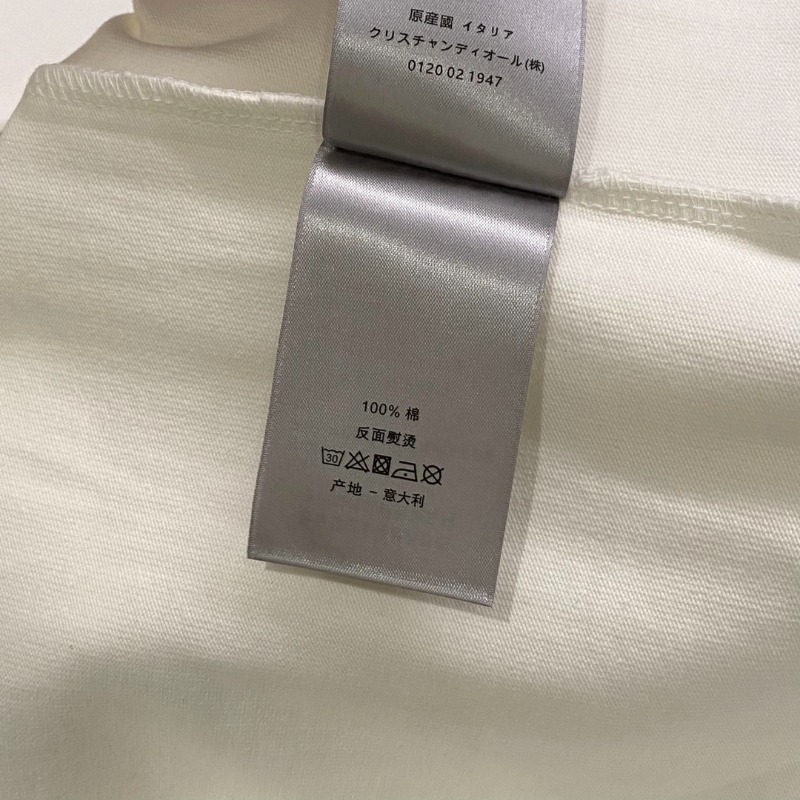 原産國 イタリア
クリスチャンディオール(株)
0120 02 1947
100% 棉
反面熨烫
30
产地 - 意大利